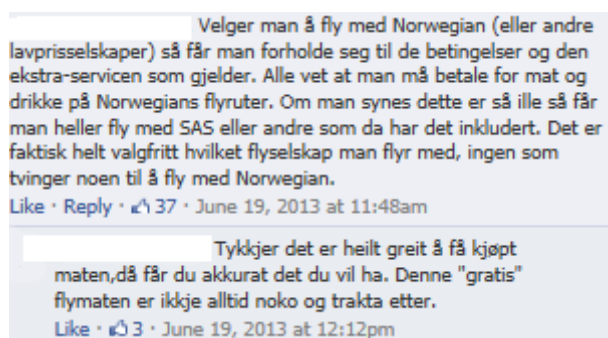 Velger man å fly med Norwegian (eller andre
lavprisselskaper) så får man forholde seg til de betingelser og den
ekstra-servicen som gjelder. Alle vet at man må betale for mat og
drikke på Norwegians flyruter. Om man synes dette er så ille så får
man heller fly med SAS eller andre som da har det inkludert. Det er
faktisk helt valgfritt hvilket flyselskap man flyr med, ingen som
tvinger noen til å fly med Norwegian.
Like · Reply · 37 · June 19, 2013 at 11:48am
Tykkjer det er heilt greit å få kjøpt
maten,då får du akkurat det du vil ha. Denne "gratis"
flymaten er ikkje alltid noko og trakta etter.
Like · 3 · June 19, 2013 at 12:12pm